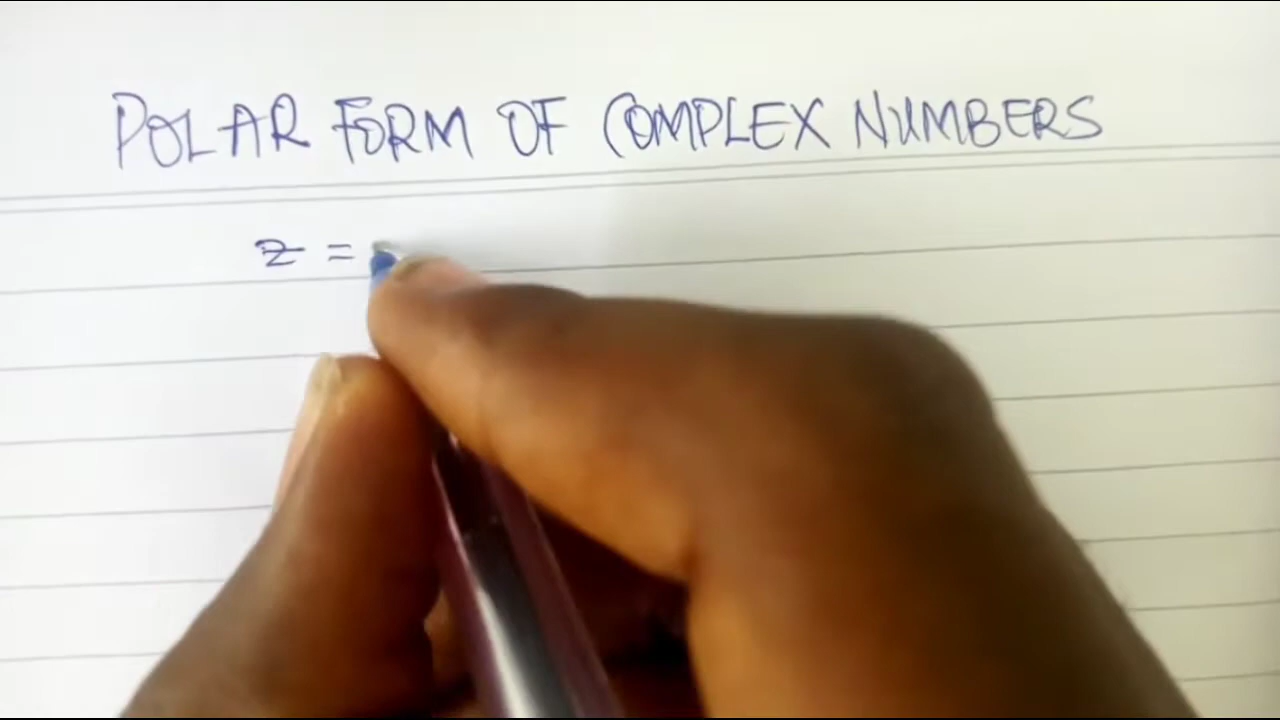 POLAR FORM OF COMPLEX NUMBERS
z =